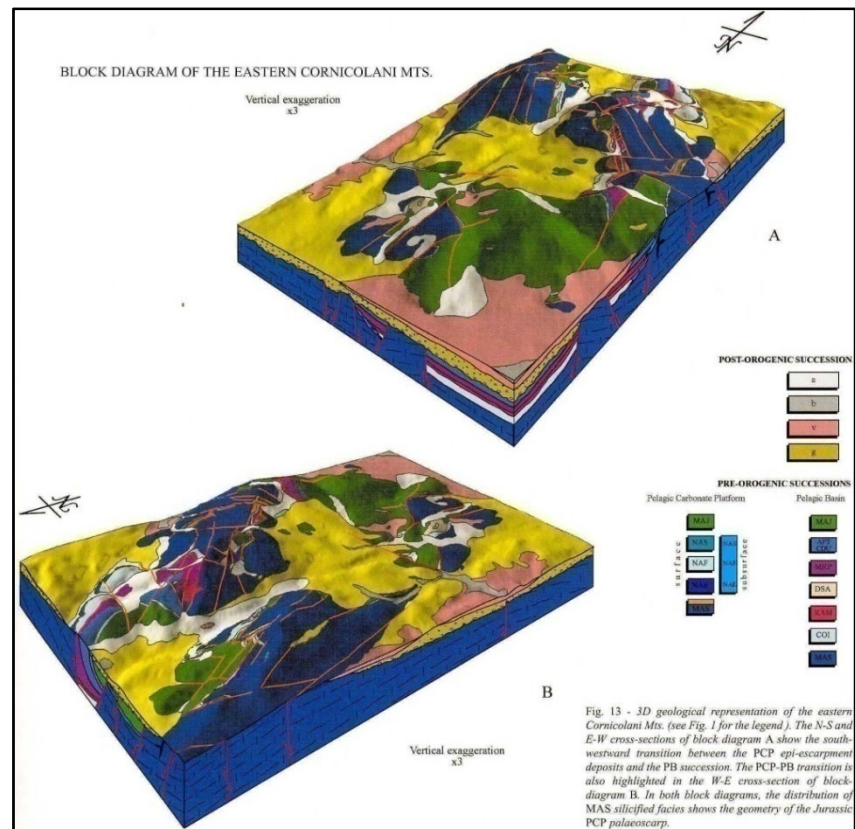 N
BLOCK DIAGRAM OF THE EASTERN CORNICOLANI MTS.
Vertical exaggeration
x3
A
POST-OROGENIC SUCCESSION
a
b
v
g
PRE-OROGENIC SUCCESSIONS
Pelagic Carbonate Platform
Pelagic Basin
surface
subsurface
MAJ
NAS
NAF
MAS
MAJ
MRP
DSA
RAM
COI
MAS
N
B
Vertical exaggeration
x3
Fig. 13 - 3D geological representation of the eastern
Cornicolani Mts. (see Fig. 1 for the legend ). The N-S and
E-W cross-sections of block diagram A show the south-
westward transition between the PCP epi-escarpment
deposits and the PB succession. The PCP-PB transition is
also highlighted in the W-E cross-section of block-
diagram B. In both block diagrams, the distribution of
MAS silicified facies shows the geometry of the Jurassic
PCP palaeoscarp.